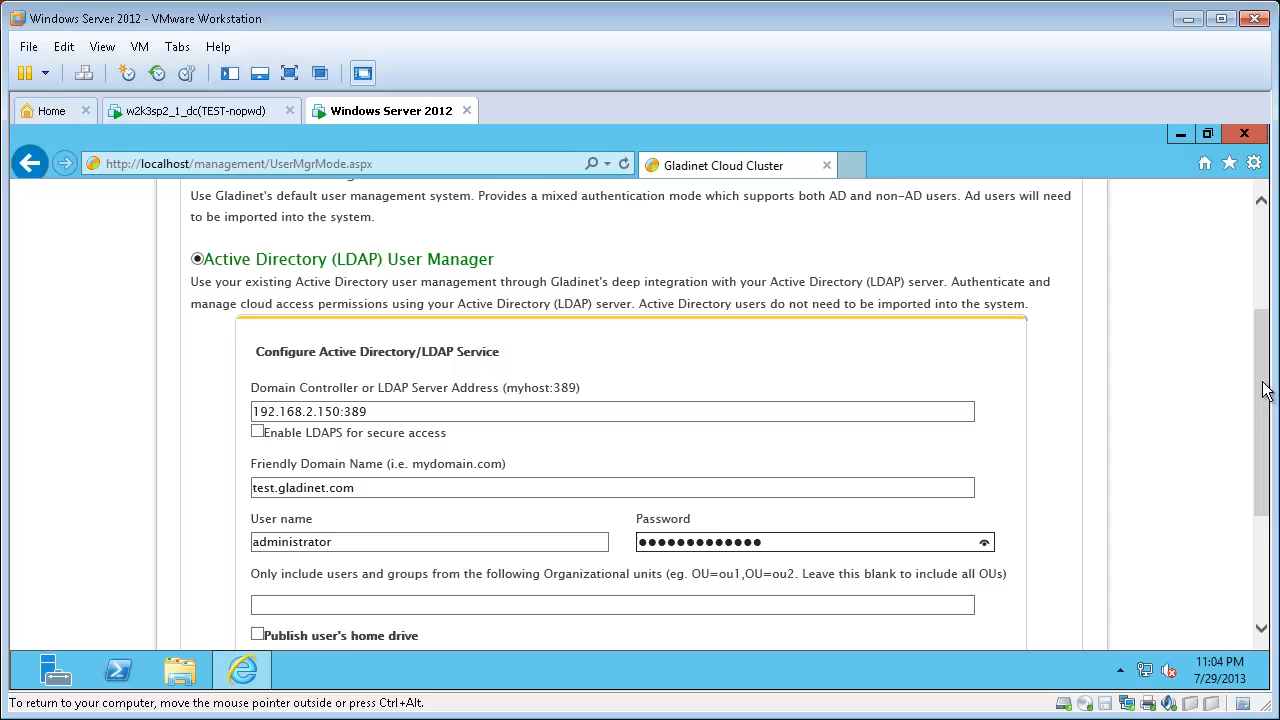 Windows Server 2012 - VMware Workstation
File Edit View VM Tabs Help
Home w2k3sp2_1_dc(TEST-nopwd) Windows Server 2012
http://localhost/management/UserMgrMode.aspx Gladinet Cloud Cluster
Use Gladinet's default user management system. Provides a mixed authentication mode which supports both AD and non-AD users. Ad users will need
to be imported into the system.
Active Directory (LDAP) User Manager
Use your existing Active Directory user management through Gladinet's deep integration with your Active Directory (LDAP) server. Authenticate and
manage cloud access permissions using your Active Directory (LDAP) server. Active Directory users do not need to be imported into the system.
Configure Active Directory/LDAP Service
Domain Controller or LDAP Server Address (myhost:389)
192.168.2.150:389
Enable LDAPS for secure access
Friendly Domain Name (i.e. mydomain.com)
test.gladinet.com
User name Password
administrator ●●●●●●●●●●●●●
Only include users and groups from the following Organizational units (eg. OU=ou1,OU=ou2. Leave this blank to include all OUs)
Publish user's home drive
11:04 PM
7/29/2013
To return to your computer, move the mouse pointer outside or press Ctrl+Alt.